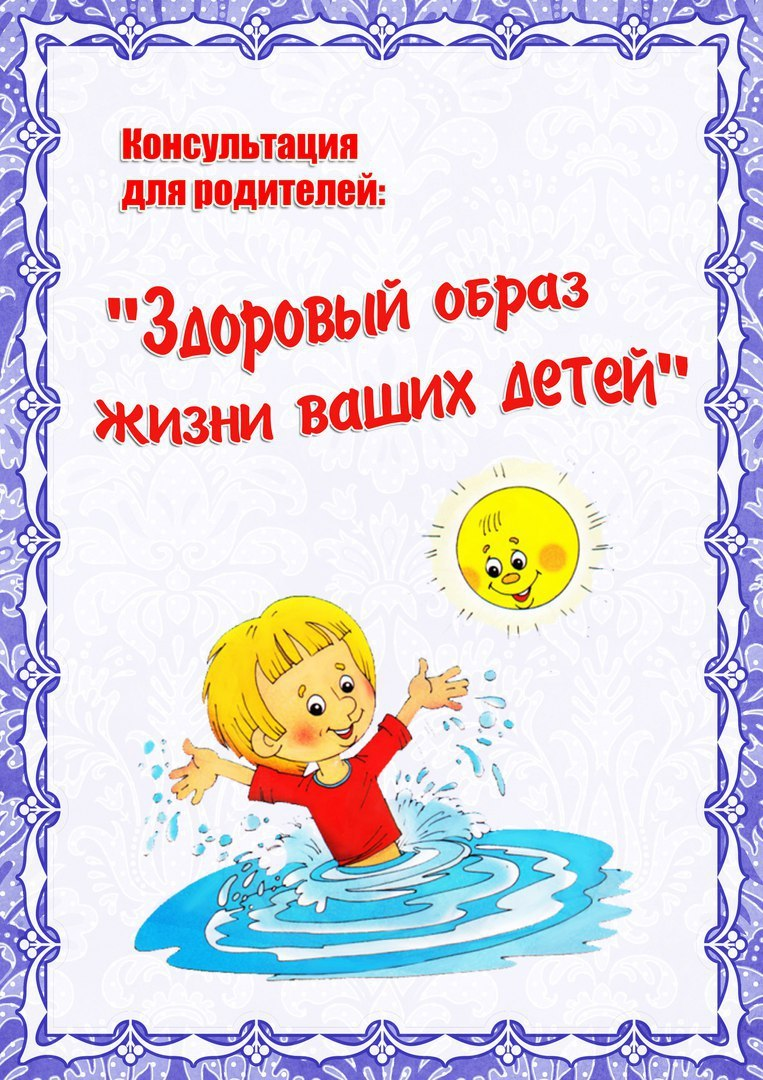 Консультация
для родителей:
"Здоровый образ
жизни ваших детей"